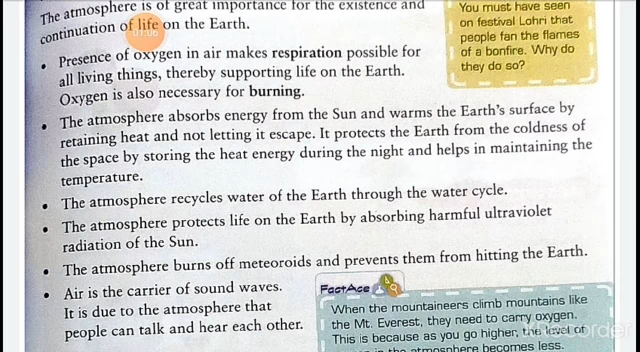 The atmosphere is of great importance for the existence and
continuation of life on the Earth.
01:06
• Presence of oxygen in air makes respiration possible for
all living things, thereby supporting life on the Earth.
Oxygen is also necessary for burning.
You must have seen
on festival Lohri that
people fan the flames
of a bonfire. Why do
they do so?
• The atmosphere absorbs energy from the Sun and warms the Earth's surface by
retaining heat and not letting it escape. It protects the Earth from the coldness of
the space by storing the heat energy during the night and helps in maintaining the
temperature.
• The atmosphere recycles water of the Earth through the water cycle.
• The atmosphere protects life on the Earth by absorbing harmful ultraviolet
radiation of the Sun.
• The atmosphere burns off meteoroids and prevents them from hitting the Earth.
• Air is the carrier of sound waves.
It is due to the atmosphere that
people can talk and hear each other.
FactAce
When the mountaineers climb mountains like
the Mt. Everest, they need to carry oxygen.
This is because as you go higher, the level of
in the atmosphere becomes less.
Recorder